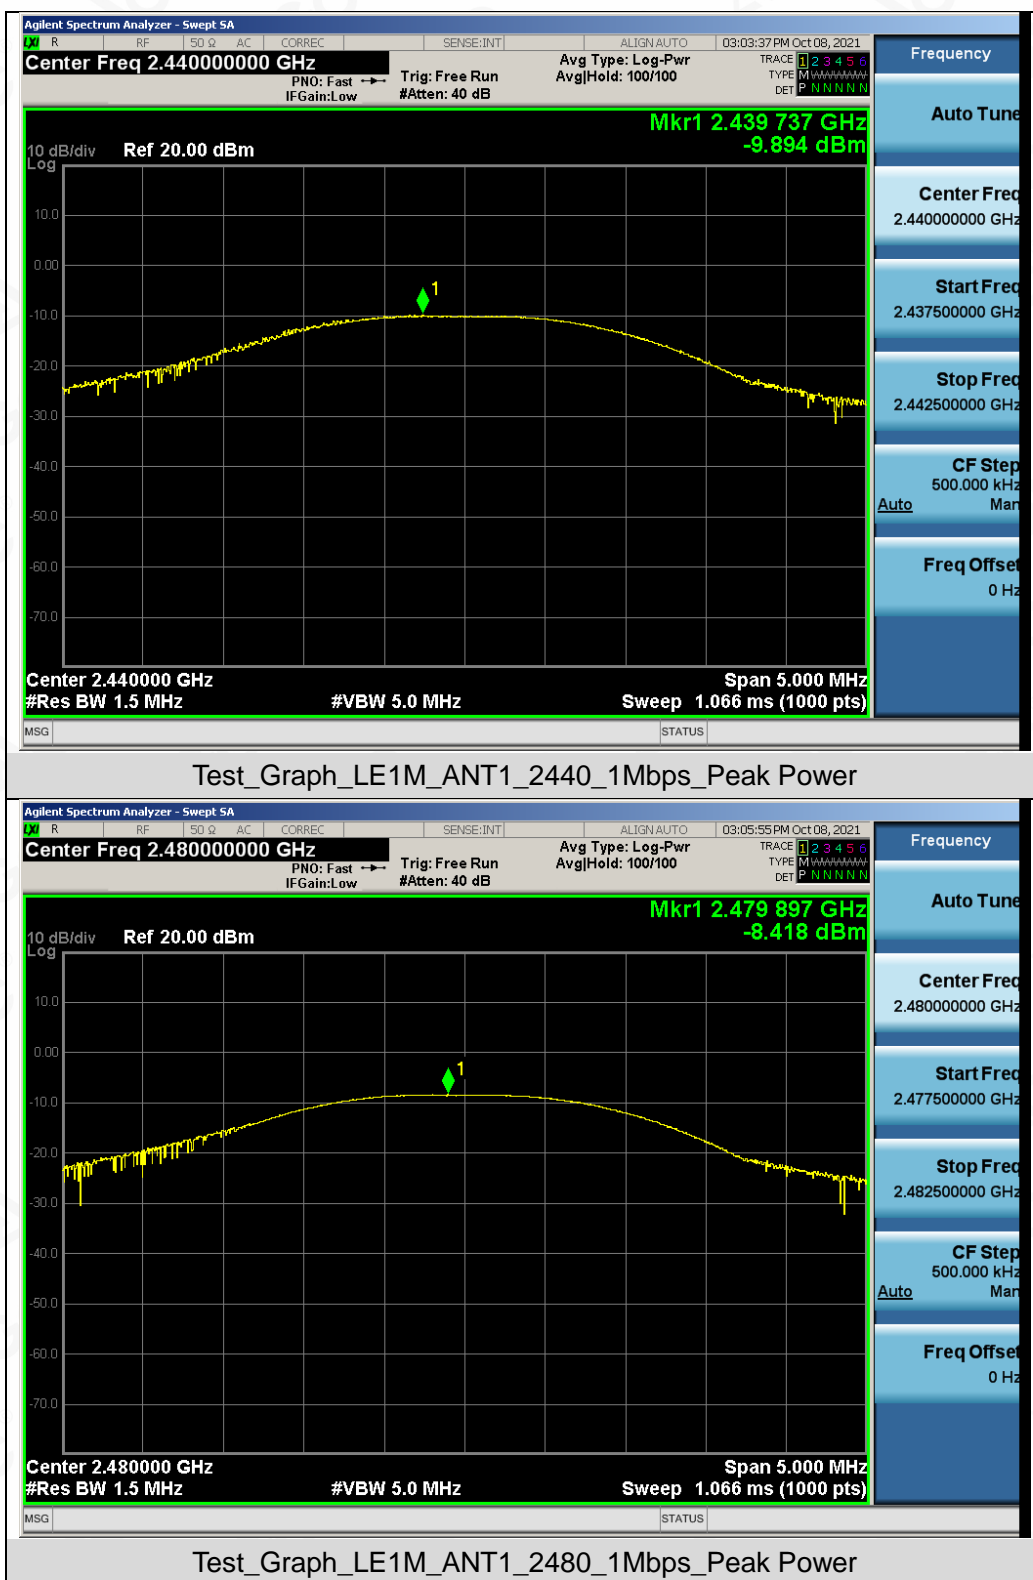 Agilent Spectrum Analyzer - Swept SA
LXI R RF 50 Ω AC CORREC SENSE:INT ALIGN AUTO 03:03:37 PM Oct 08, 2021
Center Freq 2.440000000 GHz
PNO: Fast
IFGain:Low
Trig: Free Run
#Atten: 40 dB
Avg Type: Log-Pwr
Avg|Hold: 100/100
TRACE 1 2 3 4 5 6
TYPE M WWWWW
DET P N N N N N
Mkr1 2.439 737 GHz
-9.894 dBm
10 dB/div Ref 20.00 dBm
Log
10.0
0.00
-10.0
-20.0
-30.0
-40.0
-50.0
-60.0
-70.0
1
Center 2.440000 GHz Span 5.000 MHz
#Res BW 1.5 MHz #VBW 5.0 MHz Sweep 1.066 ms (1000 pts)
MSG STATUS
Frequency
Auto Tune
Center Freq
2.440000000 GHz
Start Freq
2.437500000 GHz
Stop Freq
2.442500000 GHz
CF Step
500.000 kHz
Auto Man
Freq Offset
0 Hz
Test_Graph_LE1M_ANT1_2440_1Mbps_Peak Power
Agilent Spectrum Analyzer - Swept SA
LXI R RF 50 Ω AC CORREC SENSE:INT ALIGN AUTO 03:05:55 PM Oct 08, 2021
Center Freq 2.480000000 GHz
PNO: Fast
IFGain:Low
Trig: Free Run
#Atten: 40 dB
Avg Type: Log-Pwr
Avg|Hold: 100/100
TRACE 1 2 3 4 5 6
TYPE M WWWWW
DET P N N N N N
Mkr1 2.479 897 GHz
-8.418 dBm
10 dB/div Ref 20.00 dBm
Log
10.0
0.00
-10.0
-20.0
-30.0
-40.0
-50.0
-60.0
-70.0
1
Center 2.480000 GHz Span 5.000 MHz
#Res BW 1.5 MHz #VBW 5.0 MHz Sweep 1.066 ms (1000 pts)
MSG STATUS
Frequency
Auto Tune
Center Freq
2.480000000 GHz
Start Freq
2.477500000 GHz
Stop Freq
2.482500000 GHz
CF Step
500.000 kHz
Auto Man
Freq Offset
0 Hz
Test_Graph_LE1M_ANT1_2480_1Mbps_Peak Power